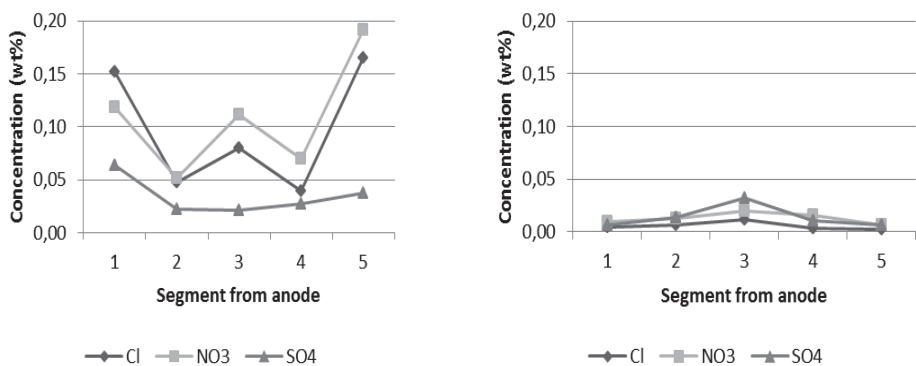 Concentration (wt%)
0,20
0,15
0,10
0,05
0,00
1 2 3 4 5
Segment from anode
Cl NO3 SO4
Concentration (wt%)
0,20
0,15
0,10
0,05
0,00
1 2 3 4 5
Segment from anode
Cl NO3 SO4